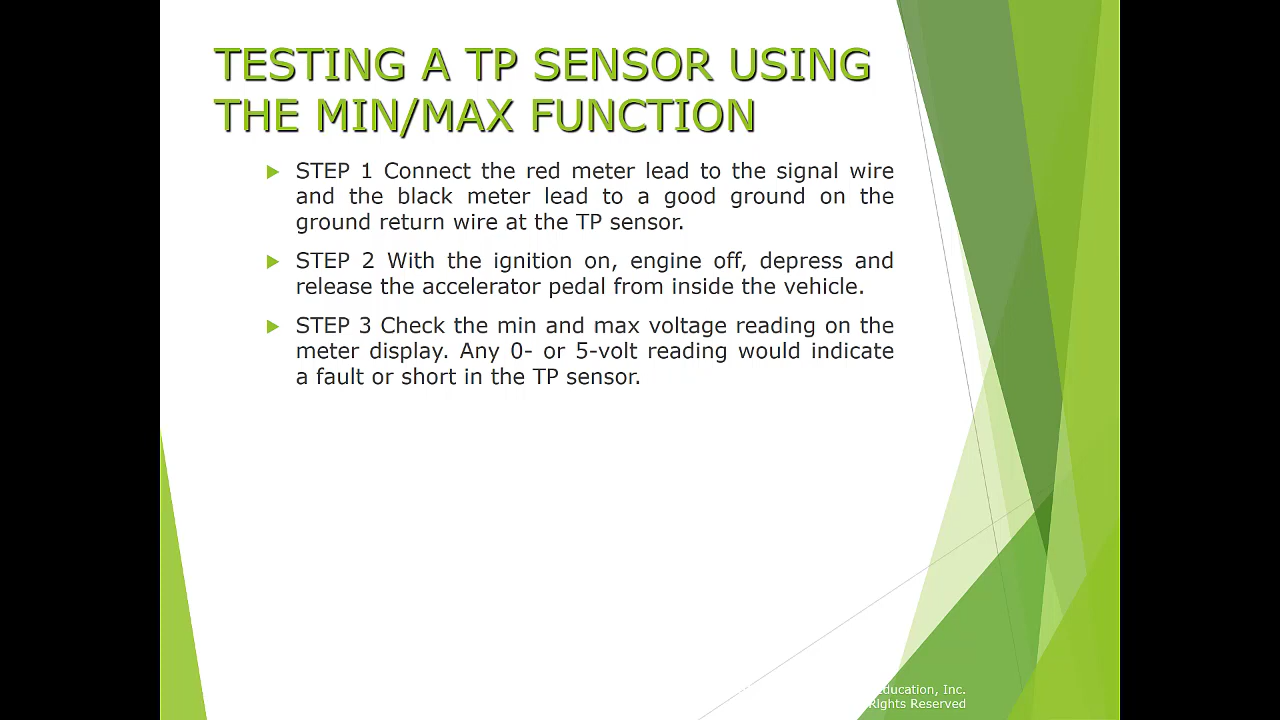 TESTING A TP SENSOR USING
THE MIN/MAX FUNCTION
STEP 1 Connect the red meter lead to the signal wire
and the black meter lead to a good ground on the
ground return wire at the TP sensor.
STEP 2 With the ignition on, engine off, depress and
release the accelerator pedal from inside the vehicle.
STEP 3 Check the min and max voltage reading on the
meter display. Any 0- or 5-volt reading would indicate
a fault or short in the TP sensor.
Education, Inc.
Rights Reserved